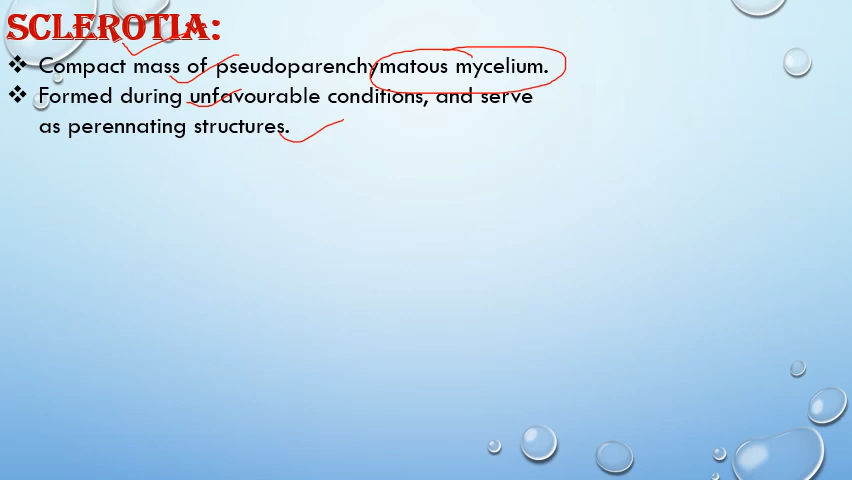 SCLEROTIA:
❖ Compact mass of pseudoparenchymatous mycelium.
❖ Formed during unfavourable conditions, and serve
as perennating structures.